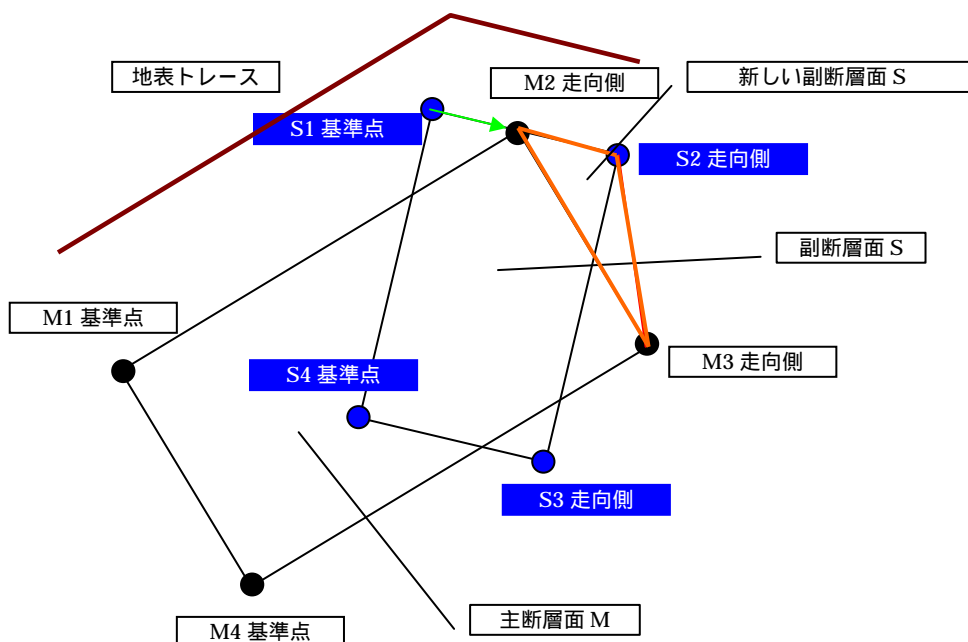 地表トレース
M2 走向側
新しい副断層面 S
S1 基準点
S2 走向側
副断層面 S
M1 基準点
S4 基準点
M3 走向側
S3 走向側
主断層面 M
M4 基準点